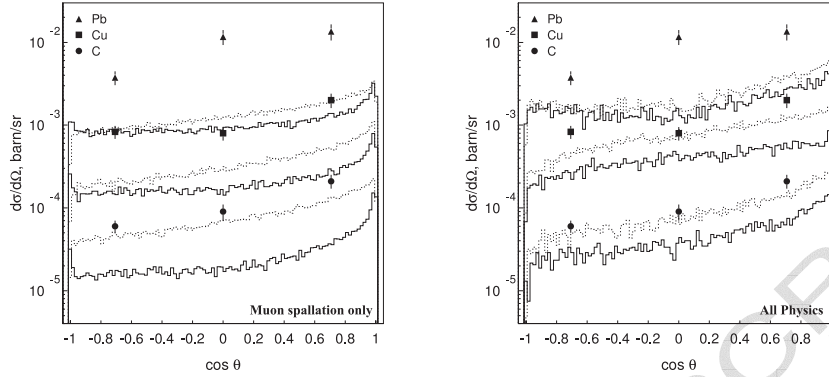 Pb
Cu
C
10 -2
10 -3
10 -4
10 -5
dσ/dΩ, barn/sr
-1 -0.8 -0.6 -0.4 -0.2 0 0.2 0.4 0.6 0.8 1
cos θ
Muon spallation only
Pb
Cu
C
10 -2
10 -3
10 -4
10 -5
dσ/dΩ, barn/sr
-1 -0.8 -0.6 -0.4 -0.2 0 0.2 0.4 0.6 0.8
cos θ
All Physics